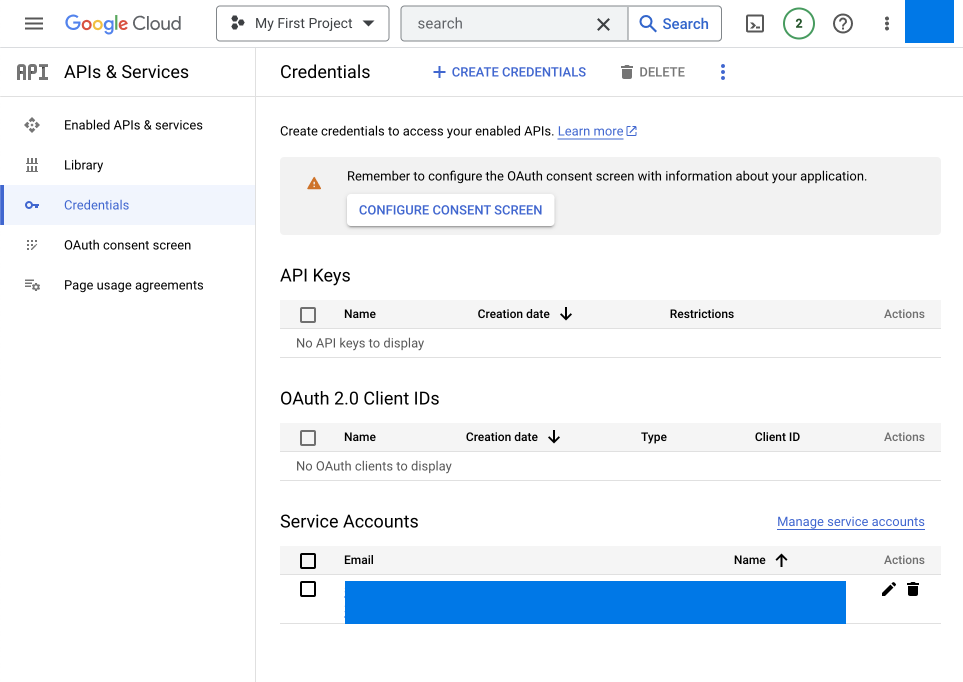 Google Cloud My First Project search Search 2
API APIs & Services Credentials CREATE CREDENTIALS DELETE
Enabled APIs & services
Library
Credentials
OAuth consent screen
Page usage agreements
Create credentials to access your enabled APIs. Learn more
Remember to configure the OAuth consent screen with information about your application.
CONFIGURE CONSENT SCREEN
API Keys
Name Creation date Restrictions Actions
No API keys to display
OAuth 2.0 Client IDs
Name Creation date Type Client ID Actions
No OAuth clients to display
Service Accounts Manage service accounts
Email Name Actions